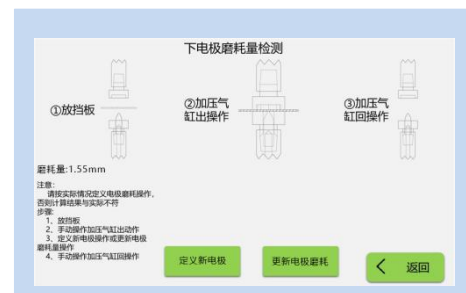 下电极磨耗量检测
①放挡板
②加压气
缸出操作
③加压气
缸回操作
磨耗量:1.55mm
注意:
请按实际情况定义电极磨耗操作,
否则计算结果与实际不符
步骤:
1、放挡板
2、手动操作加压气缸出动作
3、定义新电极操作或更新电极
磨耗量操作
4、手动操作加压气缸回操作
定义新电极
更新电极磨耗
返回